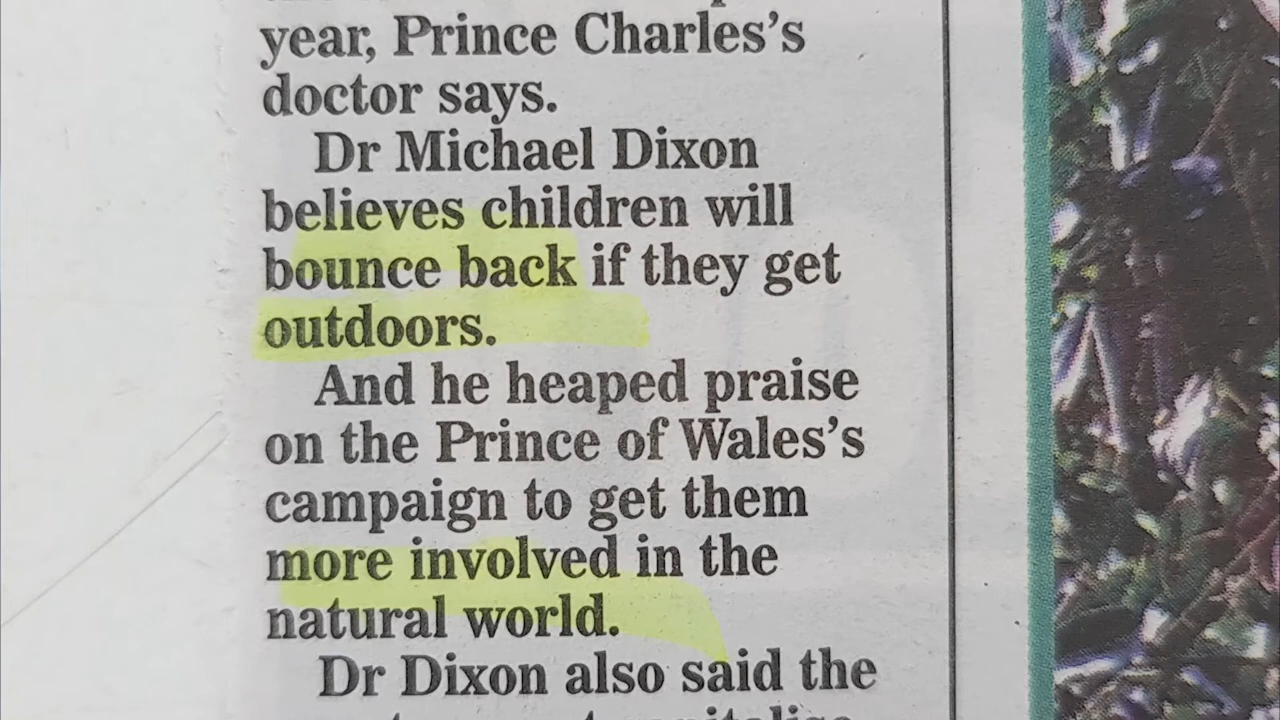 year, Prince Charles's
doctor says.
Dr Michael Dixon
believes children will
bounce back if they get
outdoors.
And he heaped praise
on the Prince of Wales's
campaign to get them
more involved in the
natural world.
Dr Dixon also said the